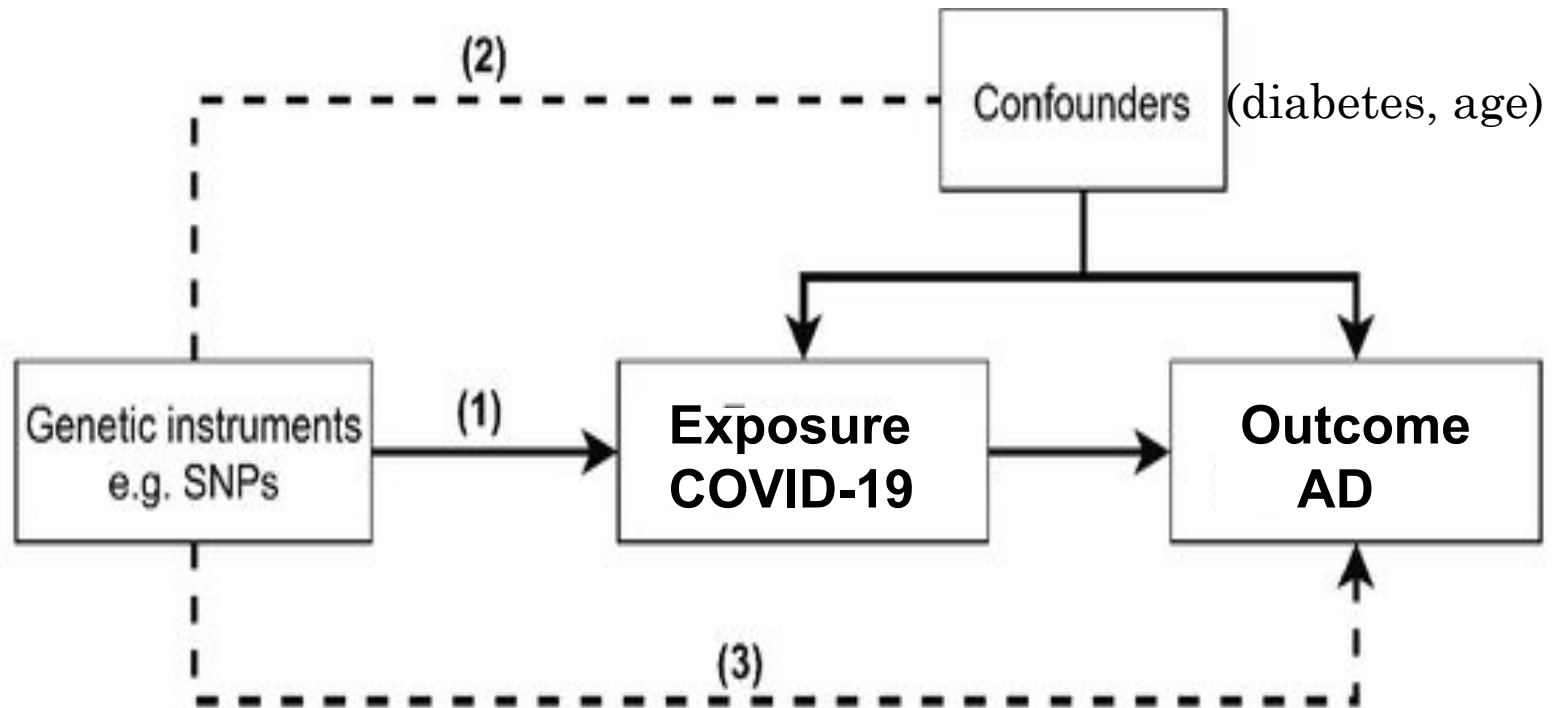 (2)
Confounders (diabetes, age)
Genetic instruments
e.g. SNPs
(1)
Exposure
COVID-19
Outcome
AD
(3)